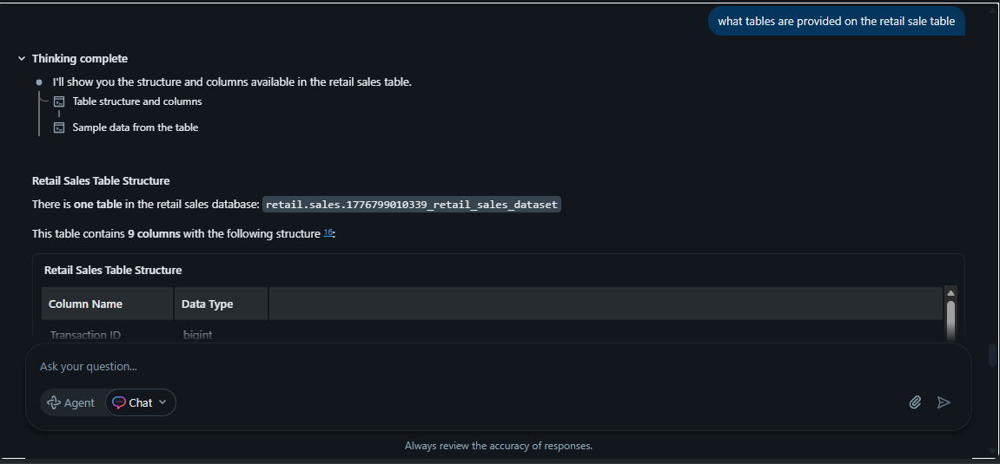 what tables are provided on the retail sale table
Thinking complete
I'll show you the structure and columns available in the retail sales table.
Table structure and columns
Sample data from the table
Retail Sales Table Structure
There is one table in the retail sales database: retail.sales.1776799010339_retail_sales_dataset
This table contains 9 columns with the following structure 16:
Retail Sales Table Structure
Column Name Data Type
Transaction ID bigint
Ask your question...
Agent Chat
Always review the accuracy of responses.